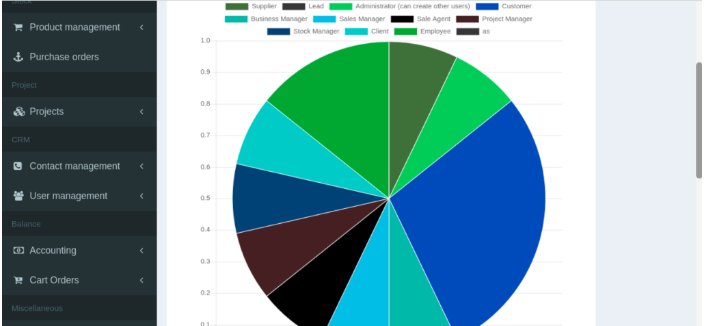 Product management
Purchase orders
Project
Projects
CRM
Contact management
User management
Balance
Accounting
Cart Orders
Miscellaneous
Supplier Lead Administrator (can create other users) Customer
Business Manager Sales Manager Sale Agent Project Manager
Stock Manager Client Employee as
1.0
0.9
0.8
0.7
0.6
0.5
0.4
0.3
0.2
0.1